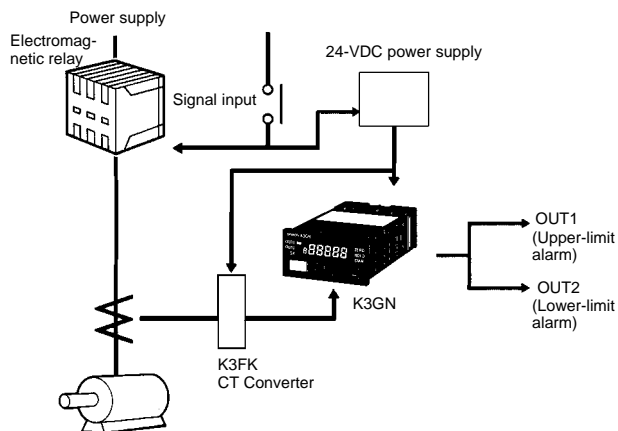 Power supply
Electromag-
netic relay
Signal input
24-VDC power supply
K3GN
OUT1
(Upper-limit
alarm)
OUT2
(Lower-limit
alarm)
K3FK
CT Converter